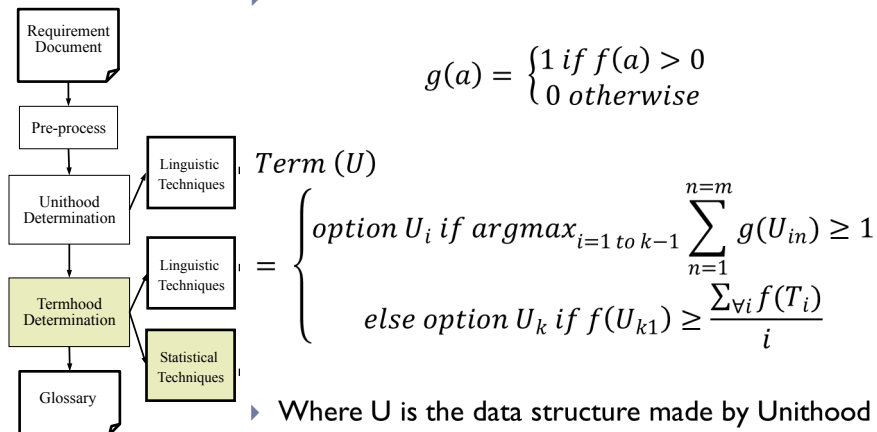 Requirement
Document
Pre-process
Unithood
Determination
Linguistic
Techniques
Termhood
Determination
Linguistic
Techniques
Statistical
Techniques
Glossary
g(a) = {1 if f(a) > 0
0 otherwise
Term (U)
= { option U_i if argmax_{i=1 to k−1} ∑_{n=1}^{n=m} g(U_{in}) ≥ 1
else option U_k if f(U_{k1}) ≥ ∑_{∀i} f(T_i) / i
Where U is the data structure made by Unithood